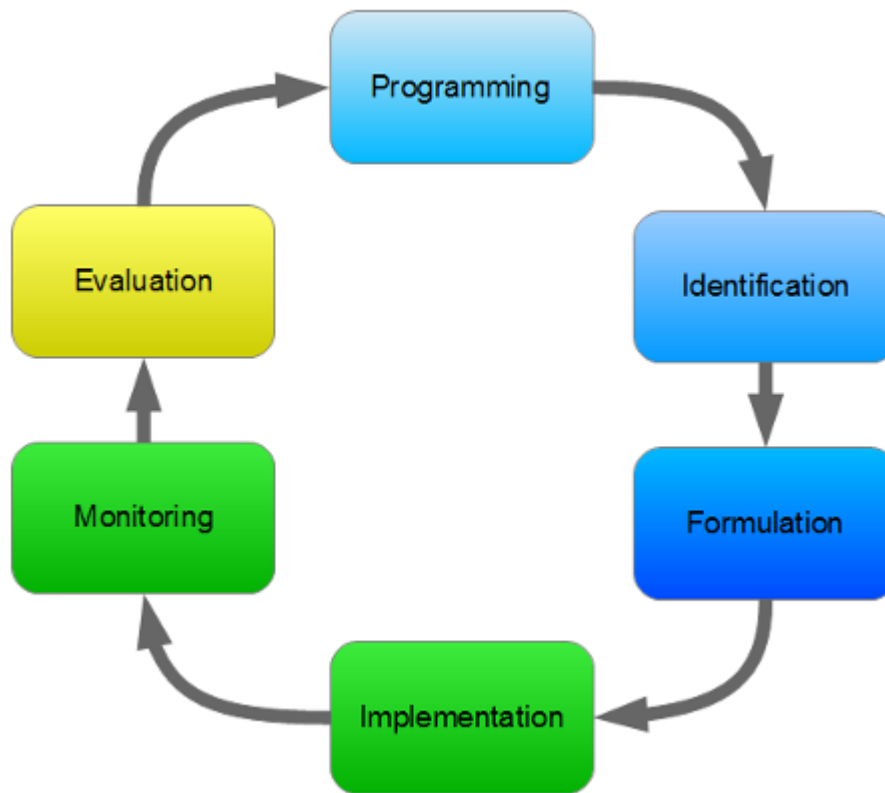 Programming
Identification
Formulation
Implementation
Monitoring
Evaluation